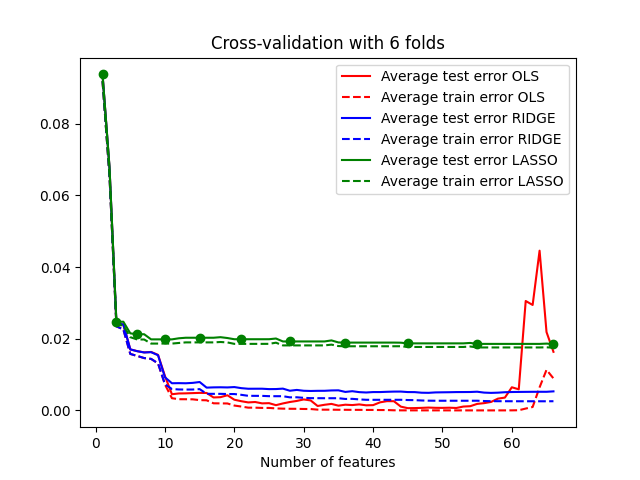 Cross-validation with 6 folds
Average test error OLS
Average train error OLS
Average test error RIDGE
Average train error RIDGE
Average test error LASSO
Average train error LASSO
0.08
0.06
0.04
0.02
0.00
0 10 20 30 40 50 60
Number of features